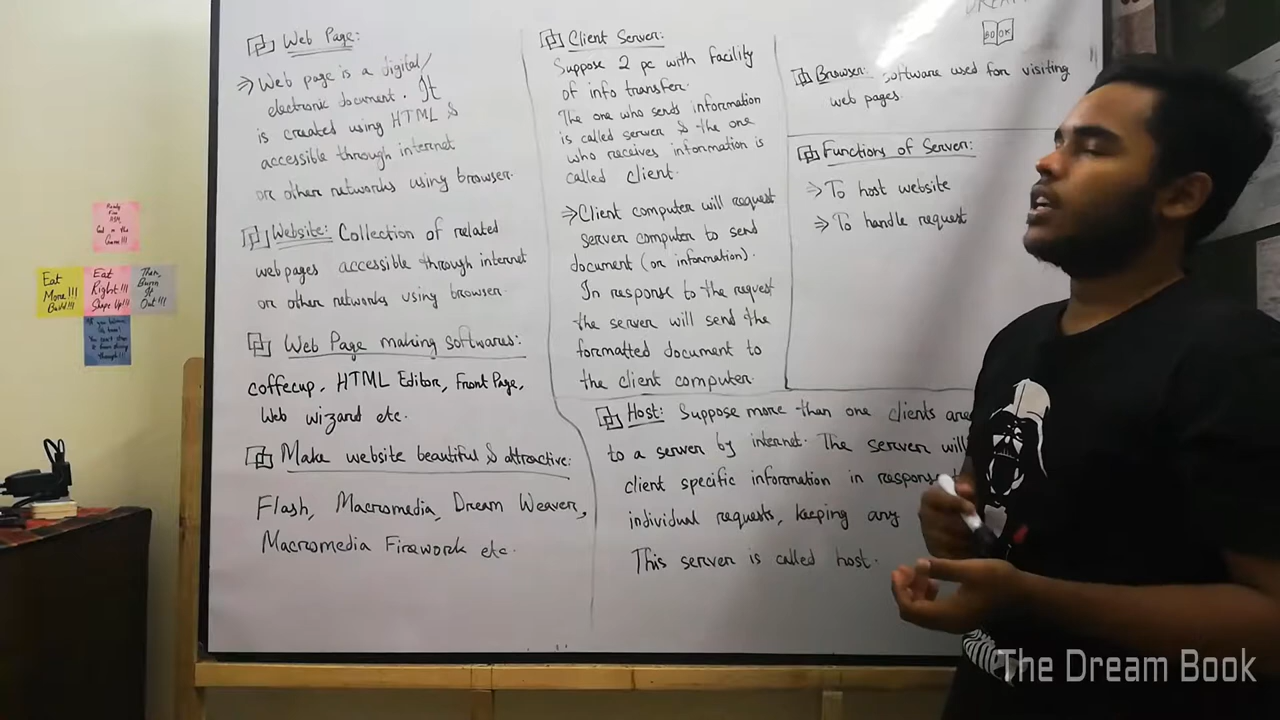 Web Page:
⇒ Web page is a digital/
electronic document. It
is created using HTML &
accessible through internet
or other networks using browser.
Website: Collection of related
webpages accessible through internet
or other networks using browser.
Web Page making softwares:
coffecup, HTML Editor, Front Page,
Web wizard etc.
Make website beautiful & attractive:
Flash, Macromedia, Dream Weaver,
Macromedia Firework etc.
Client Server:
Suppose 2 pc with facility
of info transfer.
The one who sends information
is called server & the one
who receives information is
called client.
⇒ Client computer will request
server computer to send
document (or information).
In response to the request
the server will send the
formatted document to
the client computer.
DREAM
BOOK
Browser: software used for visiting
web pages.
Functions of Server:
⇒ To host website
⇒ To handle request
Host: Suppose more than one clients are
to a server by internet. The server will
client specific information in response
individual requests, keeping any
This server is called host.
Eat
More!!!
Build!!!
Eat
Right!!!
Shape Up!!!
Then,
Burn
It
Out!!!
The Dream Book